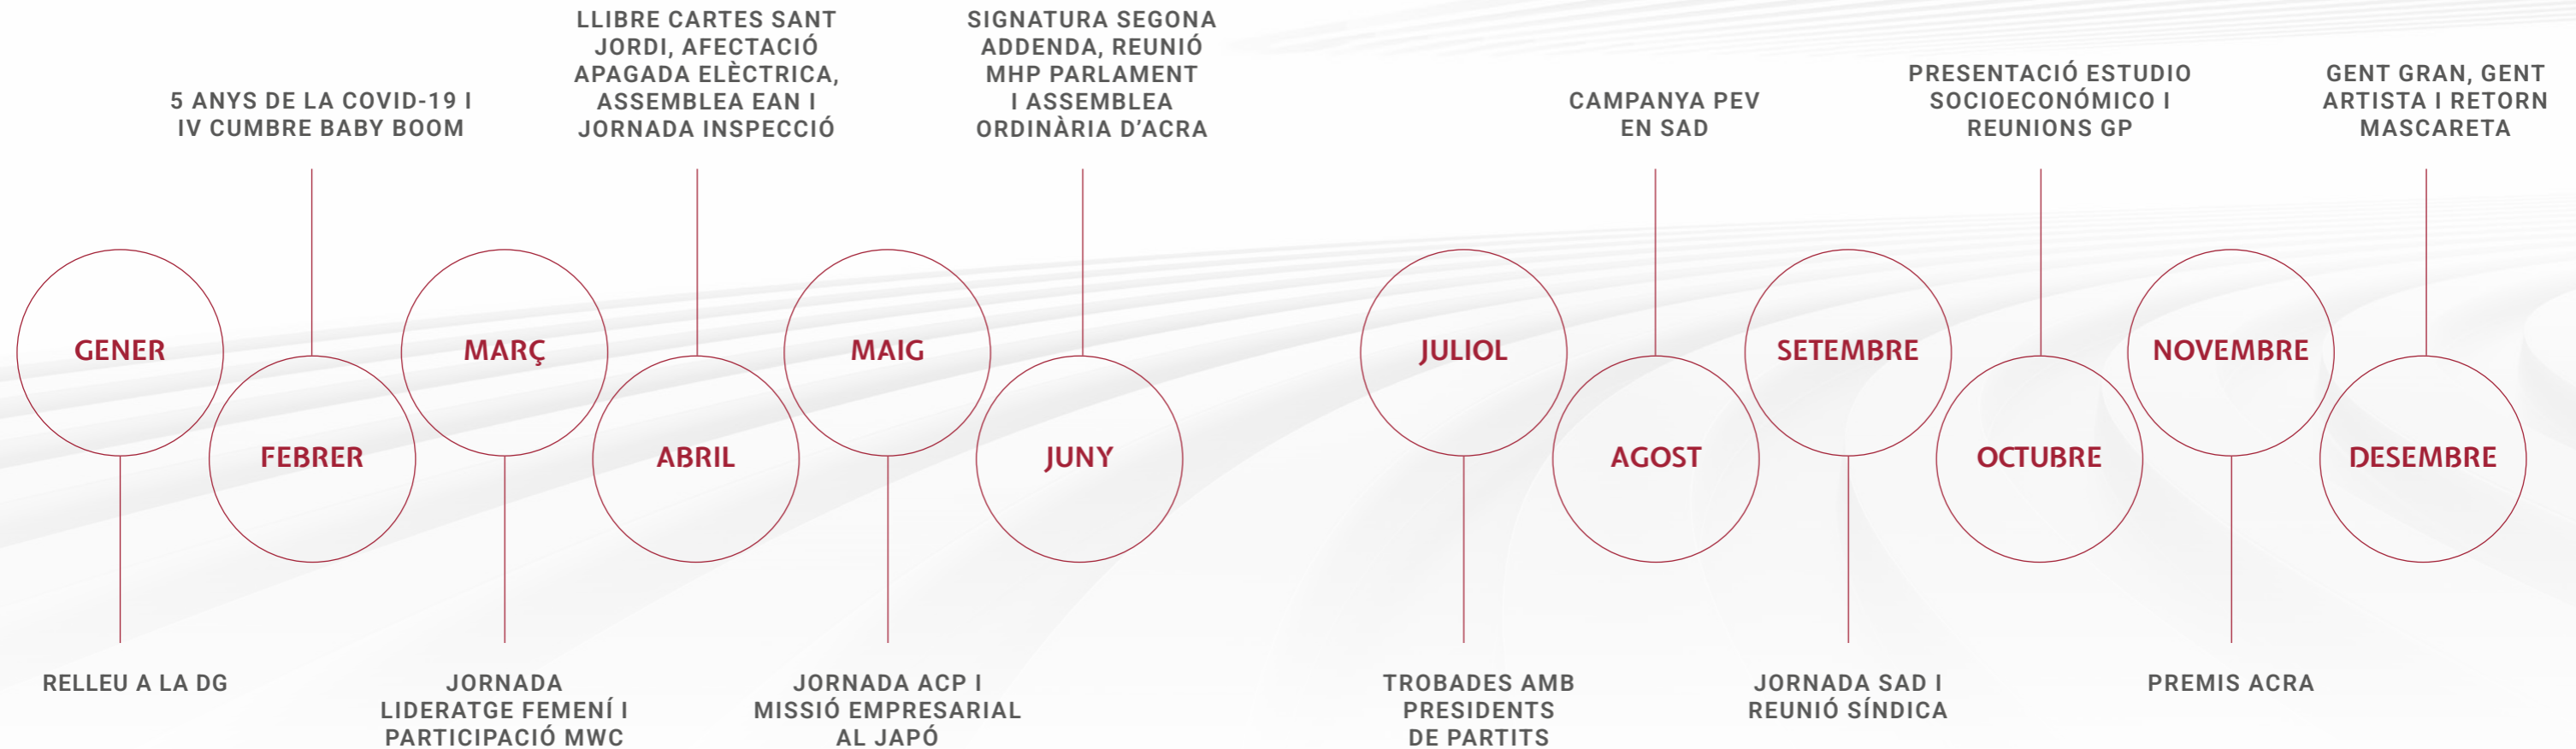 GENER
RELLEU A LA DG
5 ANYS DE LA COVID-19 I
IV CUMBRE BABY BOOM
FEBRER
MARÇ
JORNADA
LIDERATGE FEMENÍ I
PARTICIPACIÓ MWC
LLIBRE CARTES SANT
JORDI, AFECTACIÓ
APAGADA ELÈCTRICA,
ASSEMBLEA EAN I
JORNADA INSPECCIÓ
ABRIL
MAIG
JORNADA ACP I
MISSIÓ EMPRESARIAL
AL JAPÓ
SIGNATURA SEGONA
ADDENDA, REUNIÓ
MHP PARLAMENT
I ASSEMBLEA
ORDINÀRIA D’ACRA
JUNY
JULIOL
TROBADES AMB
PRESIDENTS
DE PARTITS
CAMPANYA PEV
EN SAD
AGOST
SETEMBRE
JORNADA SAD I
REUNIÓ SÍNDICA
PRESENTACIÓ ESTUDIO
SOCIOECONÓMICO I
REUNIONS GP
OCTUBRE
NOVEMBRE
PREMIS ACRA
GENT GRAN, GENT
ARTISTA I RETORN
MASCARETA
DESEMBRE